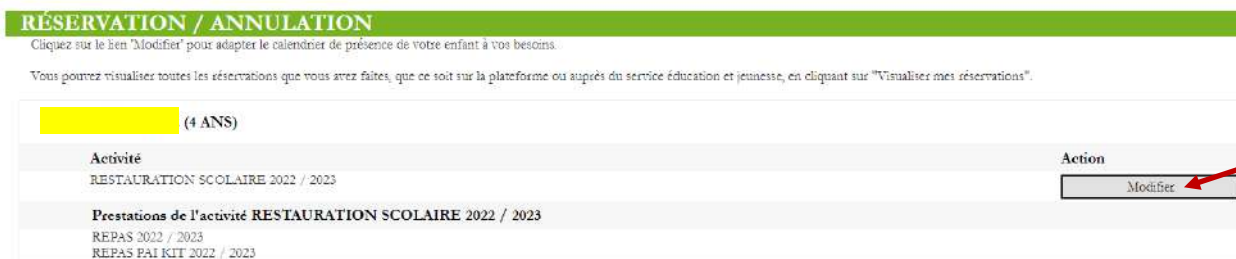 RÉSERVATION / ANNULATION
Cliquez sur le lien 'Modifier' pour adapter le calendrier de présence de votre enfant à vos besoins.
Vous pouvez visualiser toutes les réservations que vous avez faites, que ce soit sur la plateforme ou auprès du service éducation et jeunesse, en cliquant sur "Visualiser mes réservations".
(4 ANS)
Activité Action
RESTAURATION SCOLAIRE 2022 / 2023 Modifier
Prestations de l'activité RESTAURATION SCOLAIRE 2022 / 2023
REPAS 2022 / 2023
REPAS PAI KIT 2022 / 2023